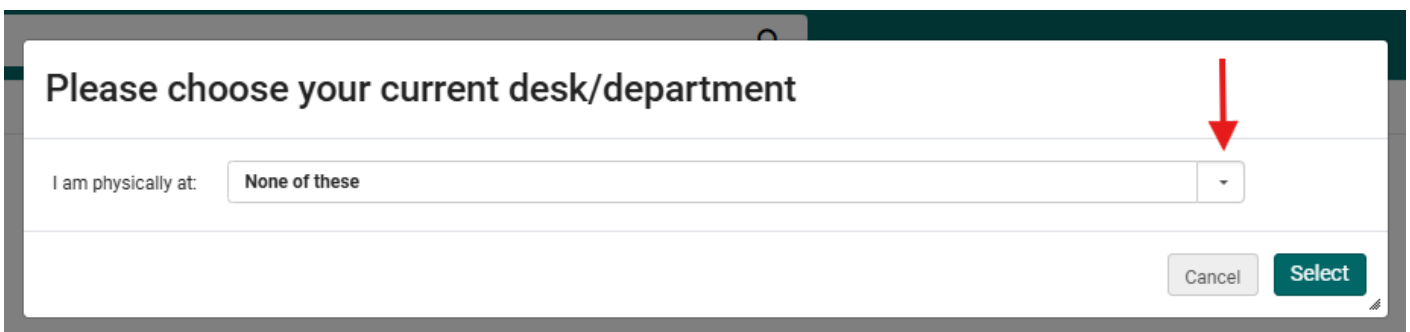 Please choose your current desk/department
I am physically at: None of these
Cancel Select